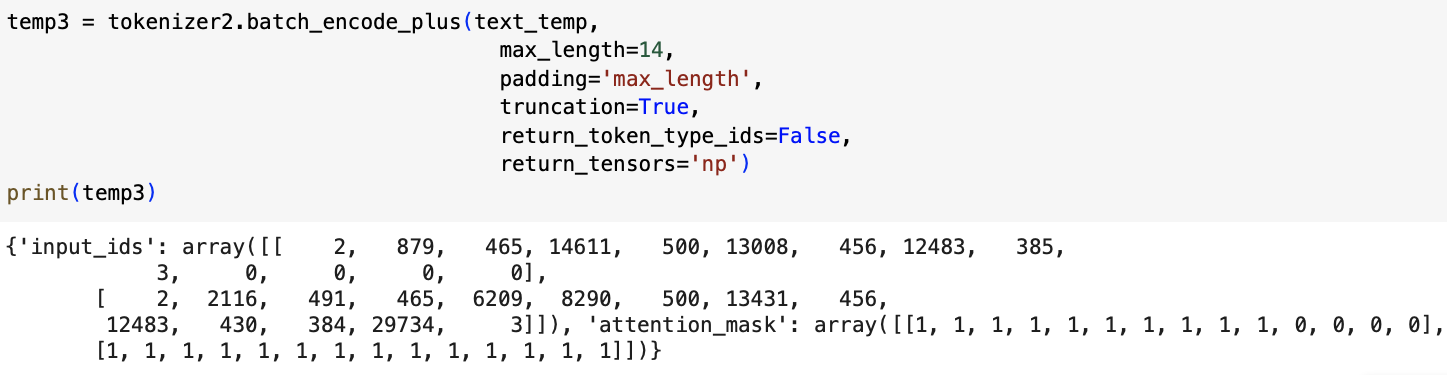 temp3 = tokenizer2.batch_encode_plus(text_temp,
max_length=14,
padding='max_length',
truncation=True,
return_token_type_ids=False,
return_tensors='np')
print(temp3)
{'input_ids': array([[    2,   879,   465, 14611,   500, 13008,   456, 12483,   385,
3,     0,     0,     0,     0],
[    2,  2116,   491,   465,  6209,  8290,   500, 13431,   456,
12483,   430,   384, 29734,     3]]), 'attention_mask': array([[1, 1, 1, 1, 1, 1, 1, 1, 1, 1, 0, 0, 0, 0],
[1, 1, 1, 1, 1, 1, 1, 1, 1, 1, 1, 1, 1, 1]])}